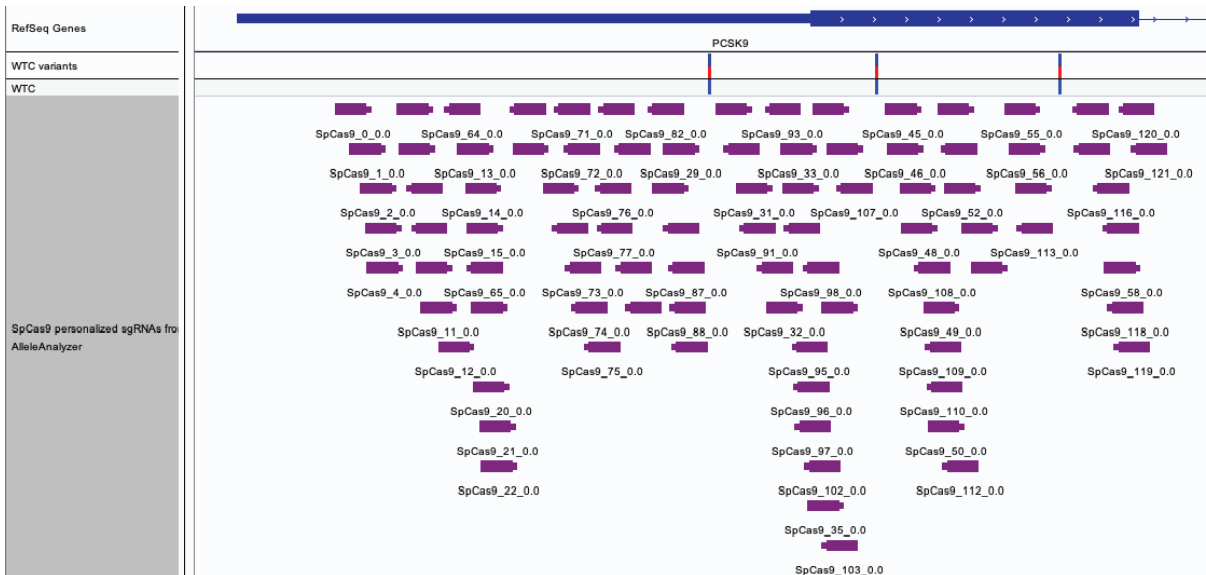 RefSeq Genes
PCSK9
WTC variants
WTC
SpCas9_0_0.0 SpCas9_64_0.0 SpCas9_71_0.0 SpCas9_82_0.0 SpCas9_93_0.0 SpCas9_45_0.0 SpCas9_55_0.0 SpCas9_120_0.0
SpCas9_1_0.0 SpCas9_13_0.0 SpCas9_72_0.0 SpCas9_29_0.0 SpCas9_33_0.0 SpCas9_46_0.0 SpCas9_56_0.0 SpCas9_121_0.0
SpCas9_2_0.0 SpCas9_14_0.0 SpCas9_76_0.0 SpCas9_31_0.0 SpCas9_107_0.0 SpCas9_52_0.0 SpCas9_116_0.0
SpCas9_3_0.0 SpCas9_15_0.0 SpCas9_77_0.0 SpCas9_91_0.0 SpCas9_48_0.0 SpCas9_113_0.0
SpCas9_4_0.0 SpCas9_65_0.0 SpCas9_73_0.0 SpCas9_87_0.0 SpCas9_98_0.0 SpCas9_108_0.0 SpCas9_58_0.0
SpCas9 personalized sgRNAs fro
AlleleAnalyzer
SpCas9_11_0.0 SpCas9_74_0.0 SpCas9_88_0.0 SpCas9_32_0.0 SpCas9_49_0.0 SpCas9_118_0.0
SpCas9_12_0.0 SpCas9_75_0.0 SpCas9_95_0.0 SpCas9_109_0.0 SpCas9_119_0.0
SpCas9_20_0.0 SpCas9_96_0.0 SpCas9_110_0.0
SpCas9_21_0.0 SpCas9_97_0.0 SpCas9_50_0.0
SpCas9_22_0.0 SpCas9_102_0.0 SpCas9_112_0.0
SpCas9_35_0.0
SpCas9_103_0.0